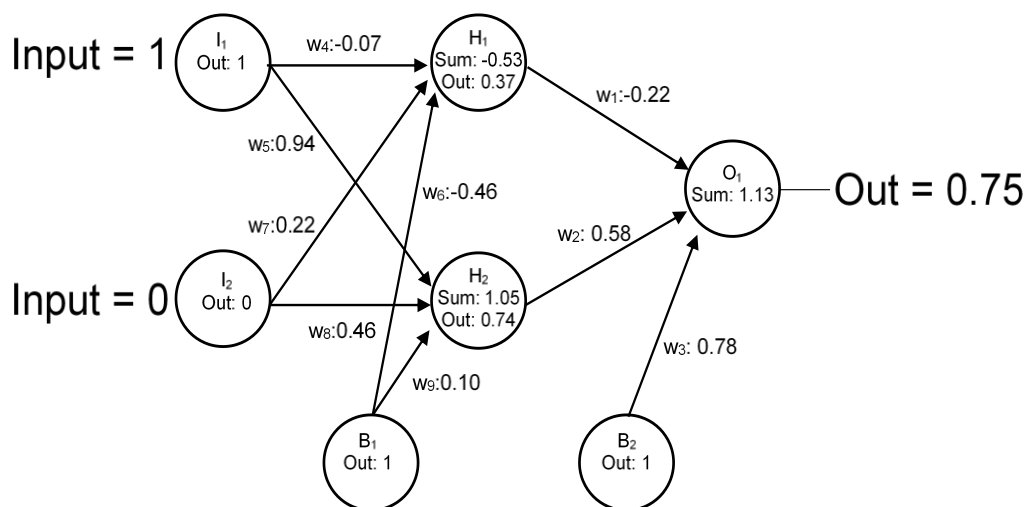 Input = 1
I₁
Out: 1
w₄:-0.07
H₁
Sum: -0.53
Out: 0.37
w₁:-0.22
w₅:0.94
w₆:-0.46
O₁
Sum: 1.13
Out = 0.75
w₇:0.22
w₂: 0.58
Input = 0
I₂
Out: 0
H₂
Sum: 1.05
Out: 0.74
w₈:0.46
w₃: 0.78
w₉:0.10
B₁
Out: 1
B₂
Out: 1